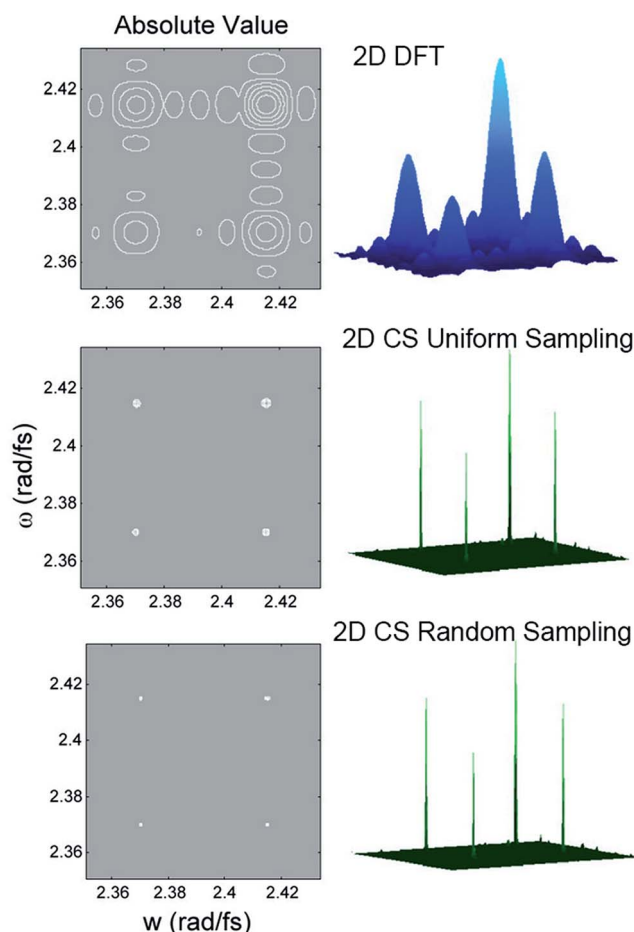 Absolute Value
2D DFT
2.42
2.4
2.38
2.36
2.36 2.38 2.4 2.42
2D CS Uniform Sampling
ω (rad/fs)
2.42
2.4
2.38
2.36
2.36 2.38 2.4 2.42
2D CS Random Sampling
2.42
2.4
2.38
2.36
2.36 2.38 2.4 2.42
w (rad/fs)